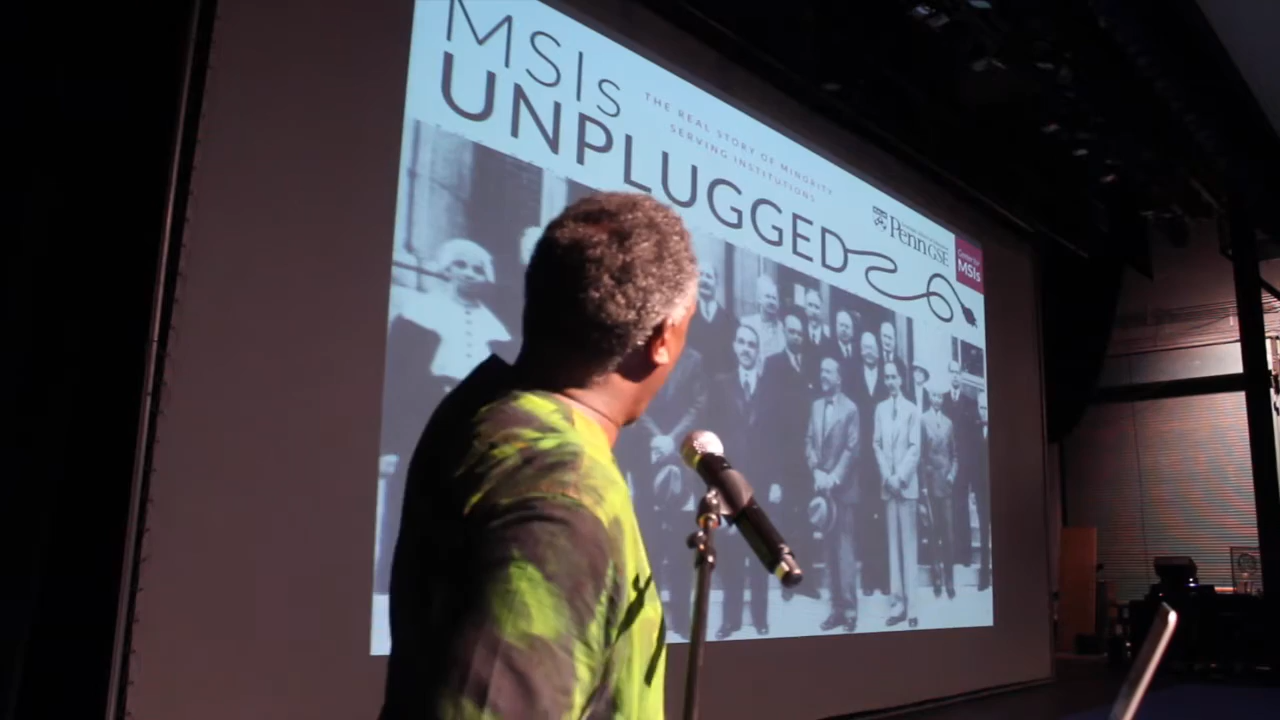 MSIS
UNPLUGGED
THE REAL STORY OF MINORITY
SERVING INSTITUTIONS
Penn GSE
Center for
MSIs